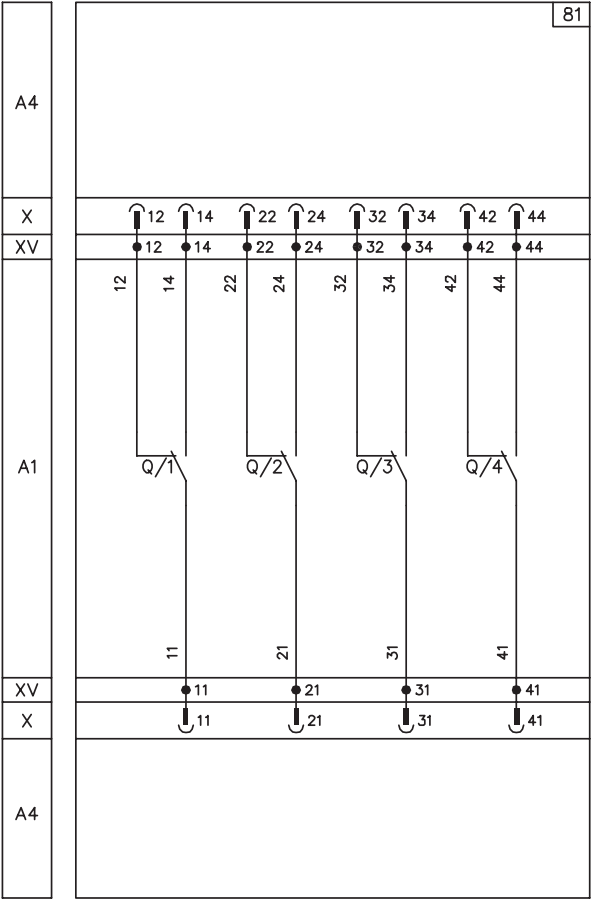 81
A4
X 12 14 22 24 32 34 42 44
XV 12 14 22 24 32 34 42 44
12 14 22 24 32 34 42 44
A1 Q/1 Q/2 Q/3 Q/4
11 21 31 41
XV 11 21 31 41
X 11 21 31 41
A4